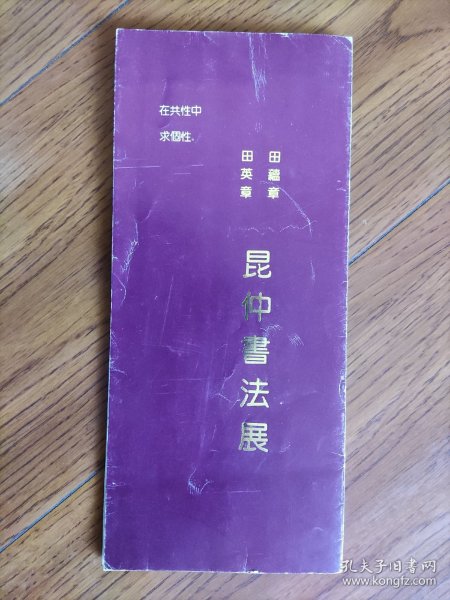 在共性中
求個性.
田蘊章
田英章
昆仲書法展
孔夫子旧书网
www.kongfz.com